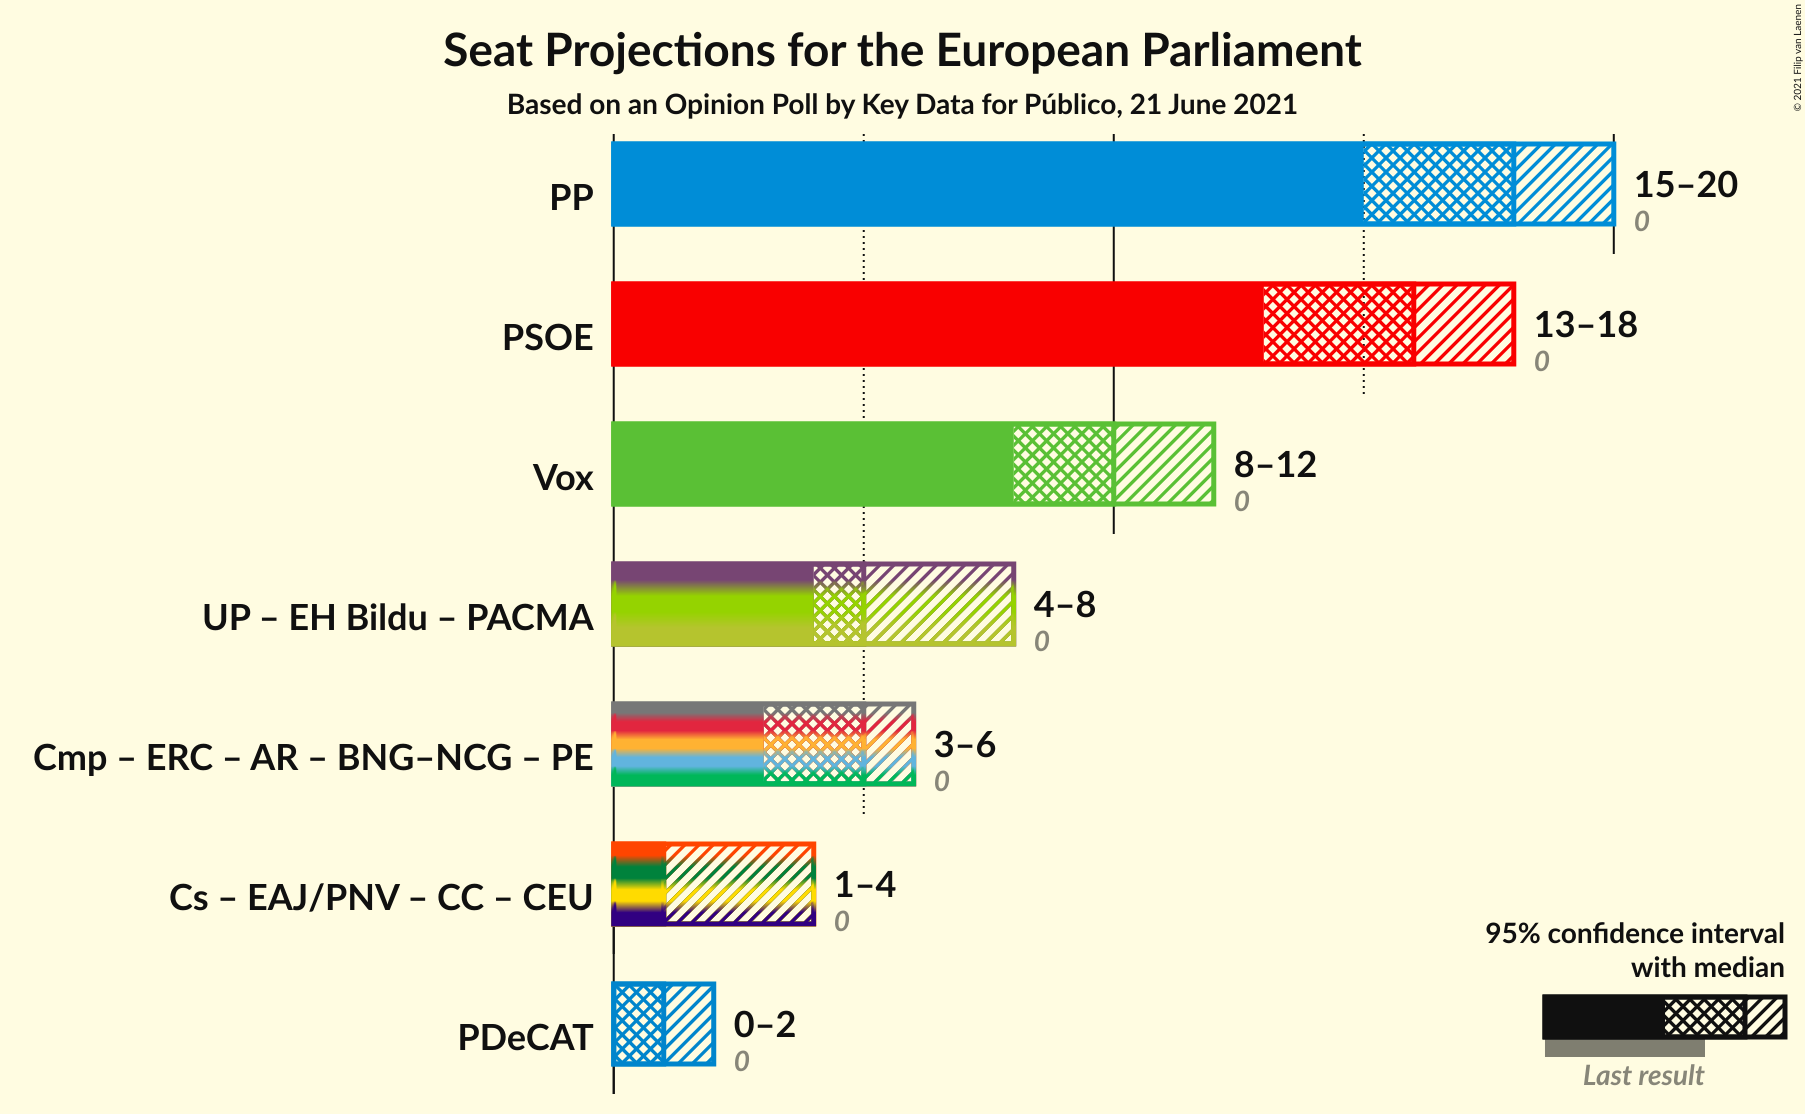 Seat Projections for the European Parliament
Based on an Opinion Poll by Key Data for Público, 21 June 2021
© 2021 Filip van Laenen
PP
15–20
0
PSOE
13–18
0
Vox
8–12
0
UP – EH Bildu – PACMA
4–8
0
Cmp – ERC – AR – BNG–NCG – PE
3–6
0
Cs – EAJ/PNV – CC – CEU
1–4
0
PDeCAT
0–2
0
95% confidence interval
with median
Last result